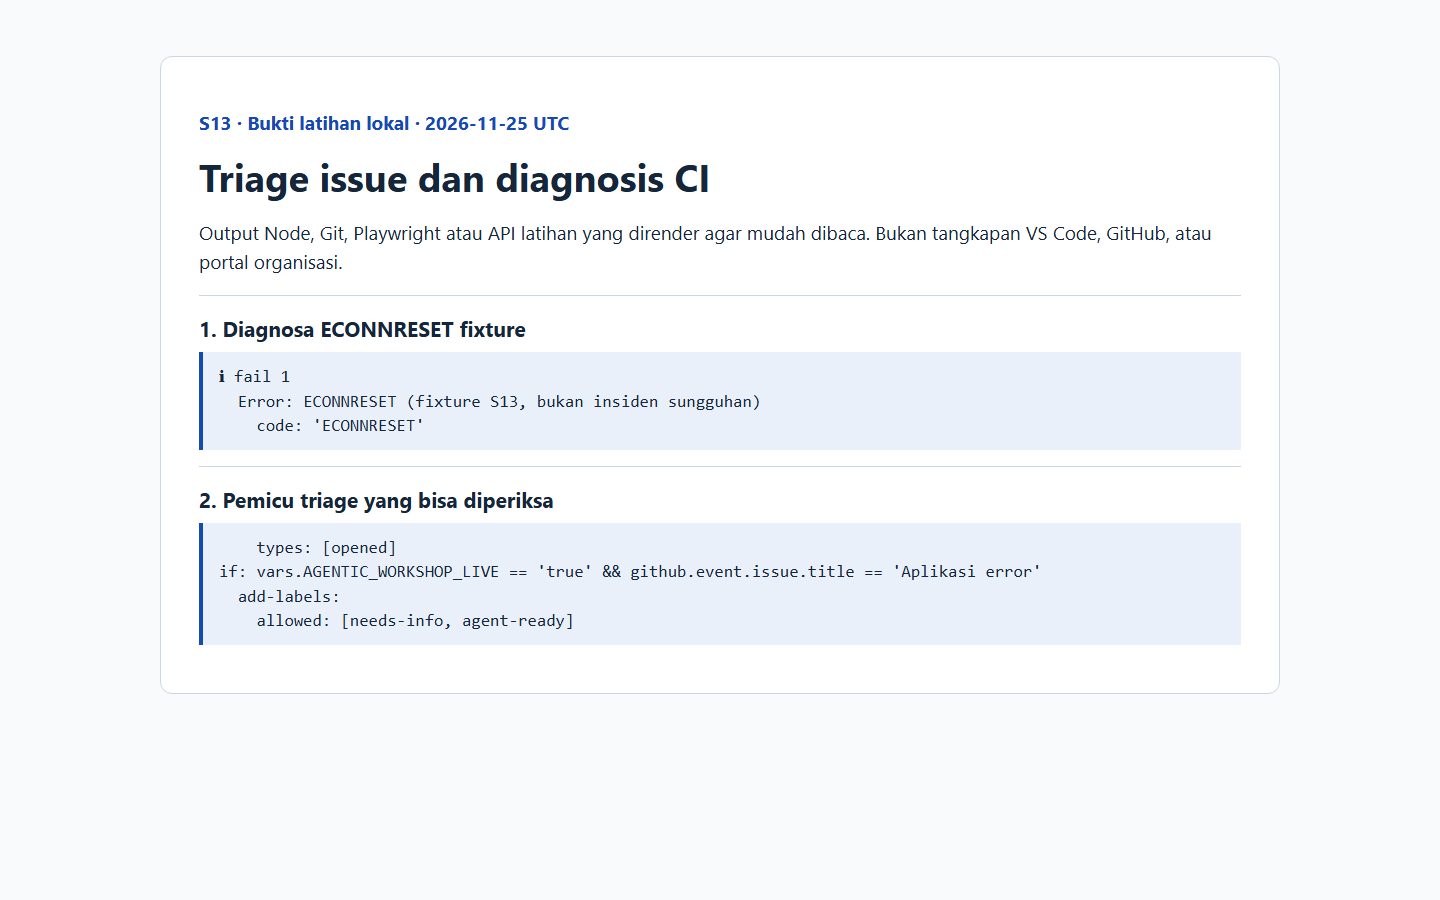 S13 · Bukti latihan lokal · 2026-11-25 UTC
Triage issue dan diagnosis CI
Output Node, Git, Playwright atau API latihan yang dirender agar mudah dibaca. Bukan tangkapan VS Code, GitHub, atau
portal organisasi.
1. Diagnosa ECONNRESET fixture
ℹ fail 1
  Error: ECONNRESET (fixture S13, bukan insiden sungguhan)
    code: 'ECONNRESET'
2. Pemicu triage yang bisa diperiksa
    types: [opened]
if: vars.AGENTIC_WORKSHOP_LIVE == 'true' && github.event.issue.title == 'Aplikasi error'
  add-labels:
    allowed: [needs-info, agent-ready]